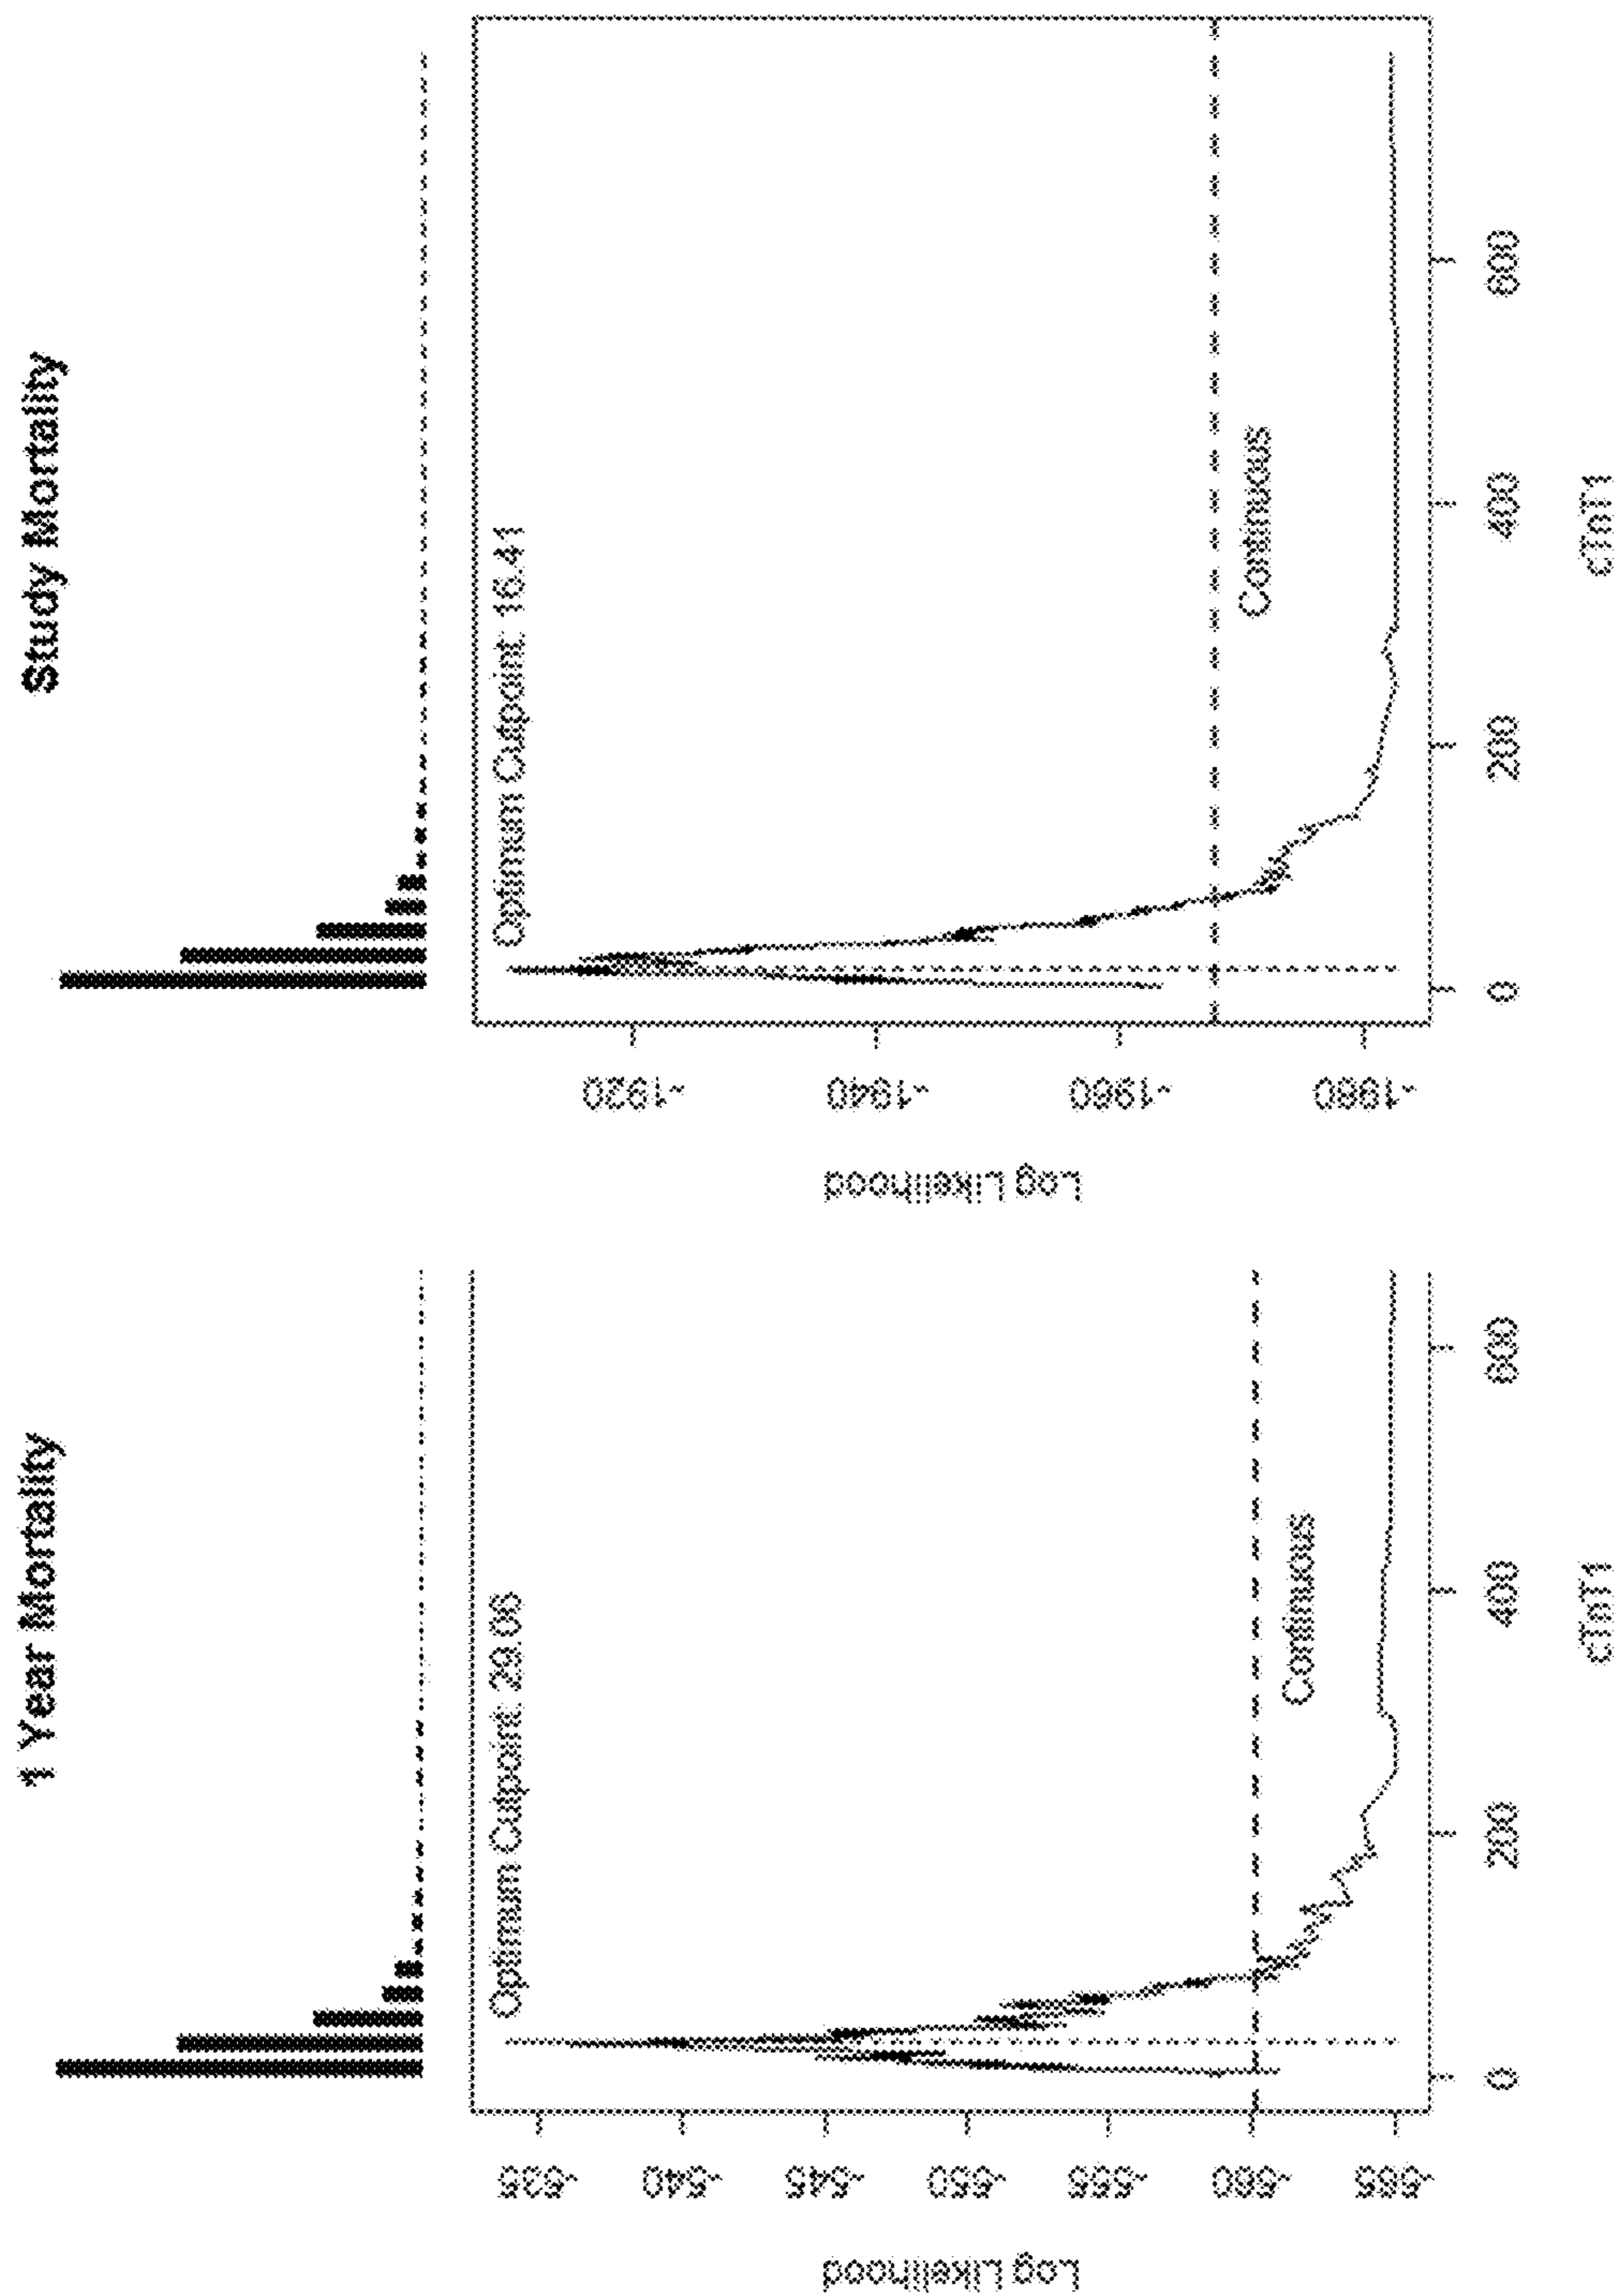 1 Year Mortality
Optimum Cutpoint: 29.06
Continuous
Log Likelihood
-535
-540
-545
-550
-555
-560
-565
0
200
400
600
cTnT1
Study Mortality
Optimum Cutpoint: 16.41
Continuous
Log Likelihood
-1920
-1940
-1960
-1980
0
200
400
600
cTnT1